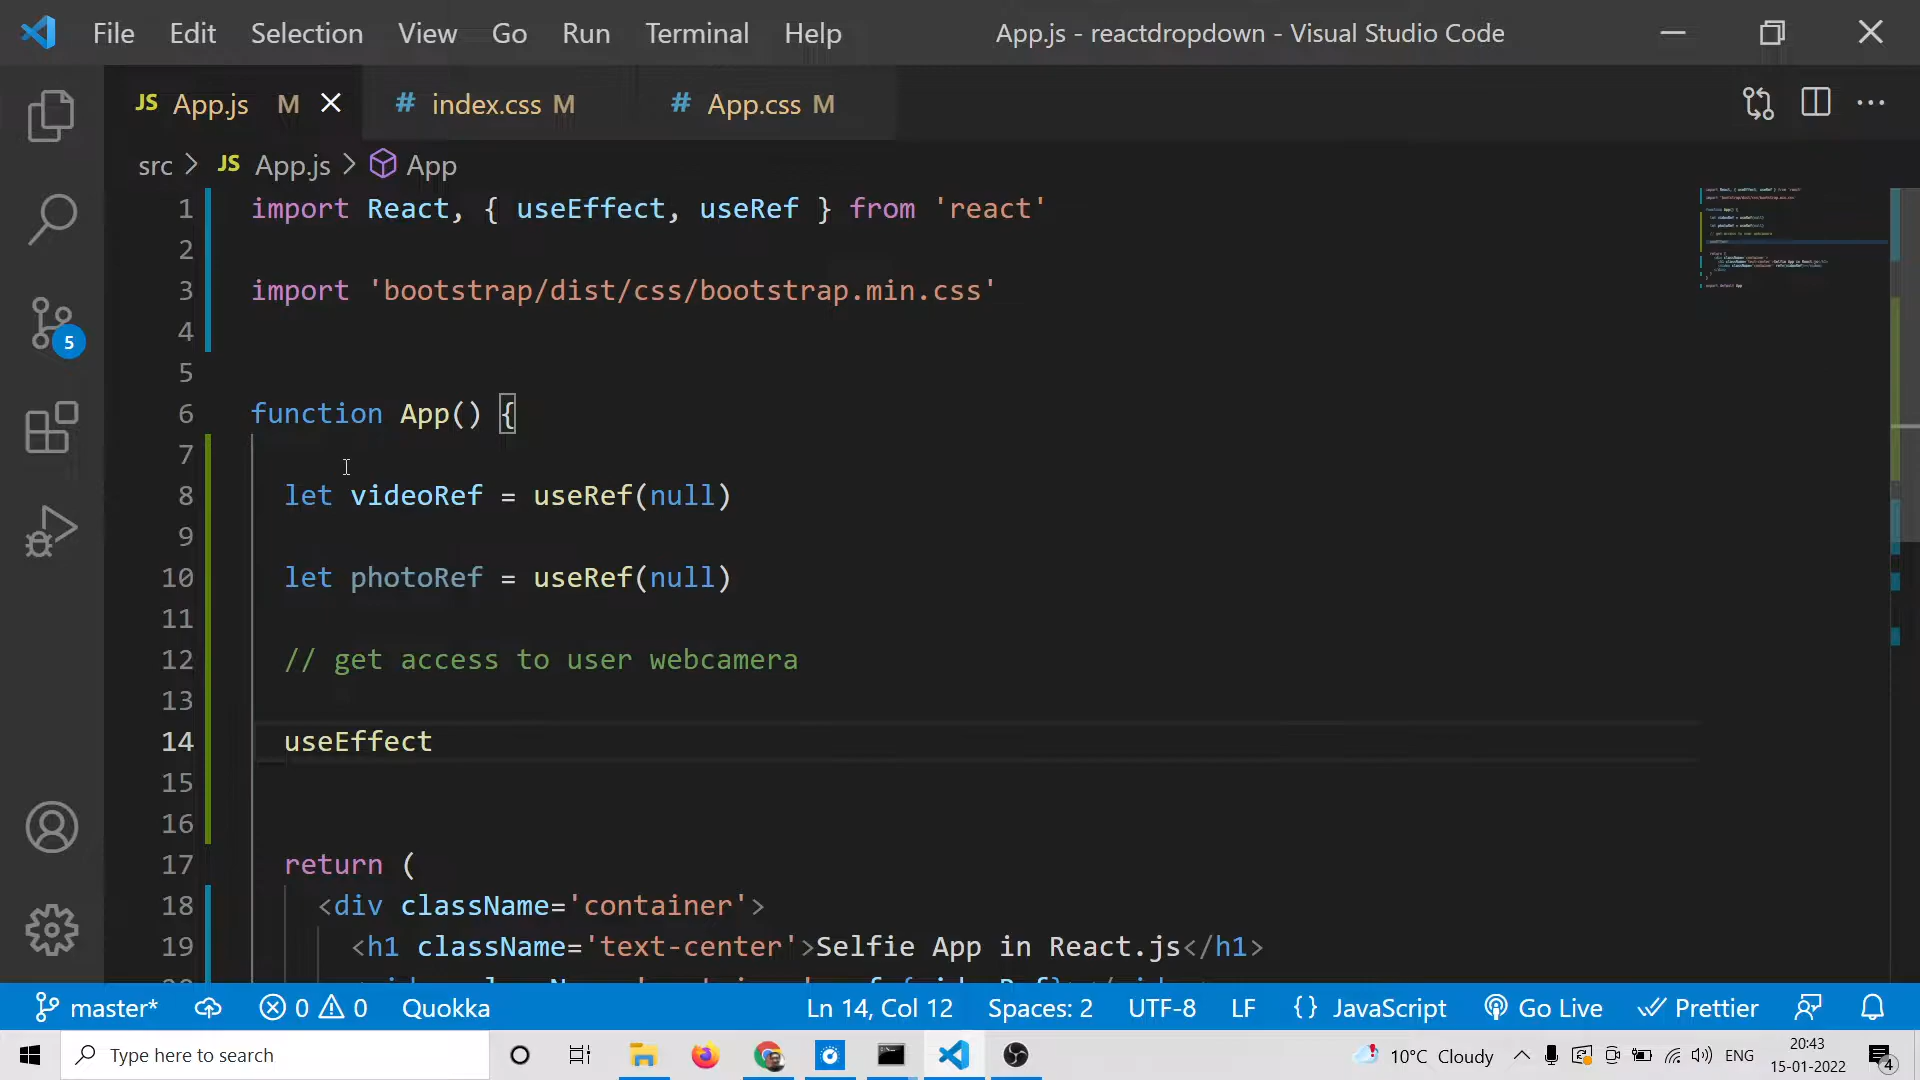 File Edit Selection View Go Run Terminal Help App.js - reactdropdown - Visual Studio Code
JS App.js M # index.css M # App.css M
src > JS App.js > App
1 import React, { useEffect, useRef } from 'react'
2
3 import 'bootstrap/dist/css/bootstrap.min.css'
4
5
6 function App() {
7
8 let videoRef = useRef(null)
9
10 let photoRef = useRef(null)
11
12 // get access to user webcamera
13
14 useEffect
15
16
17 return (
18 <div className='container'>
19 <h1 className='text-center'>Selfie App in React.js</h1>
5
master* 0 0 Quokka Ln 14, Col 12 Spaces: 2 UTF-8 LF {} JavaScript Go Live Prettier
Type here to search 10°C Cloudy ENG 20:43
15-01-2022 4